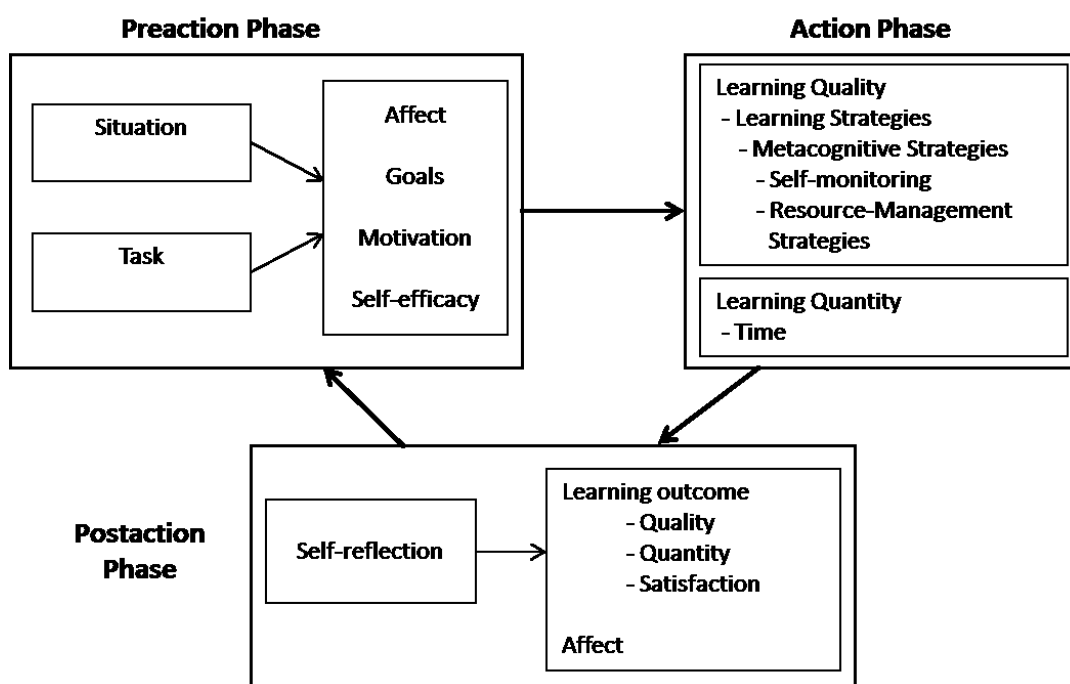 Preaction Phase
Situation
Task
Affect
Goals
Motivation
Self-efficacy
Action Phase
Learning Quality
- Learning Strategies
- Metacognitive Strategies
- Self-monitoring
- Resource-Management
Strategies
Learning Quantity
- Time
Postaction
Phase
Self-reflection
Learning outcome
- Quality
- Quantity
- Satisfaction
Affect